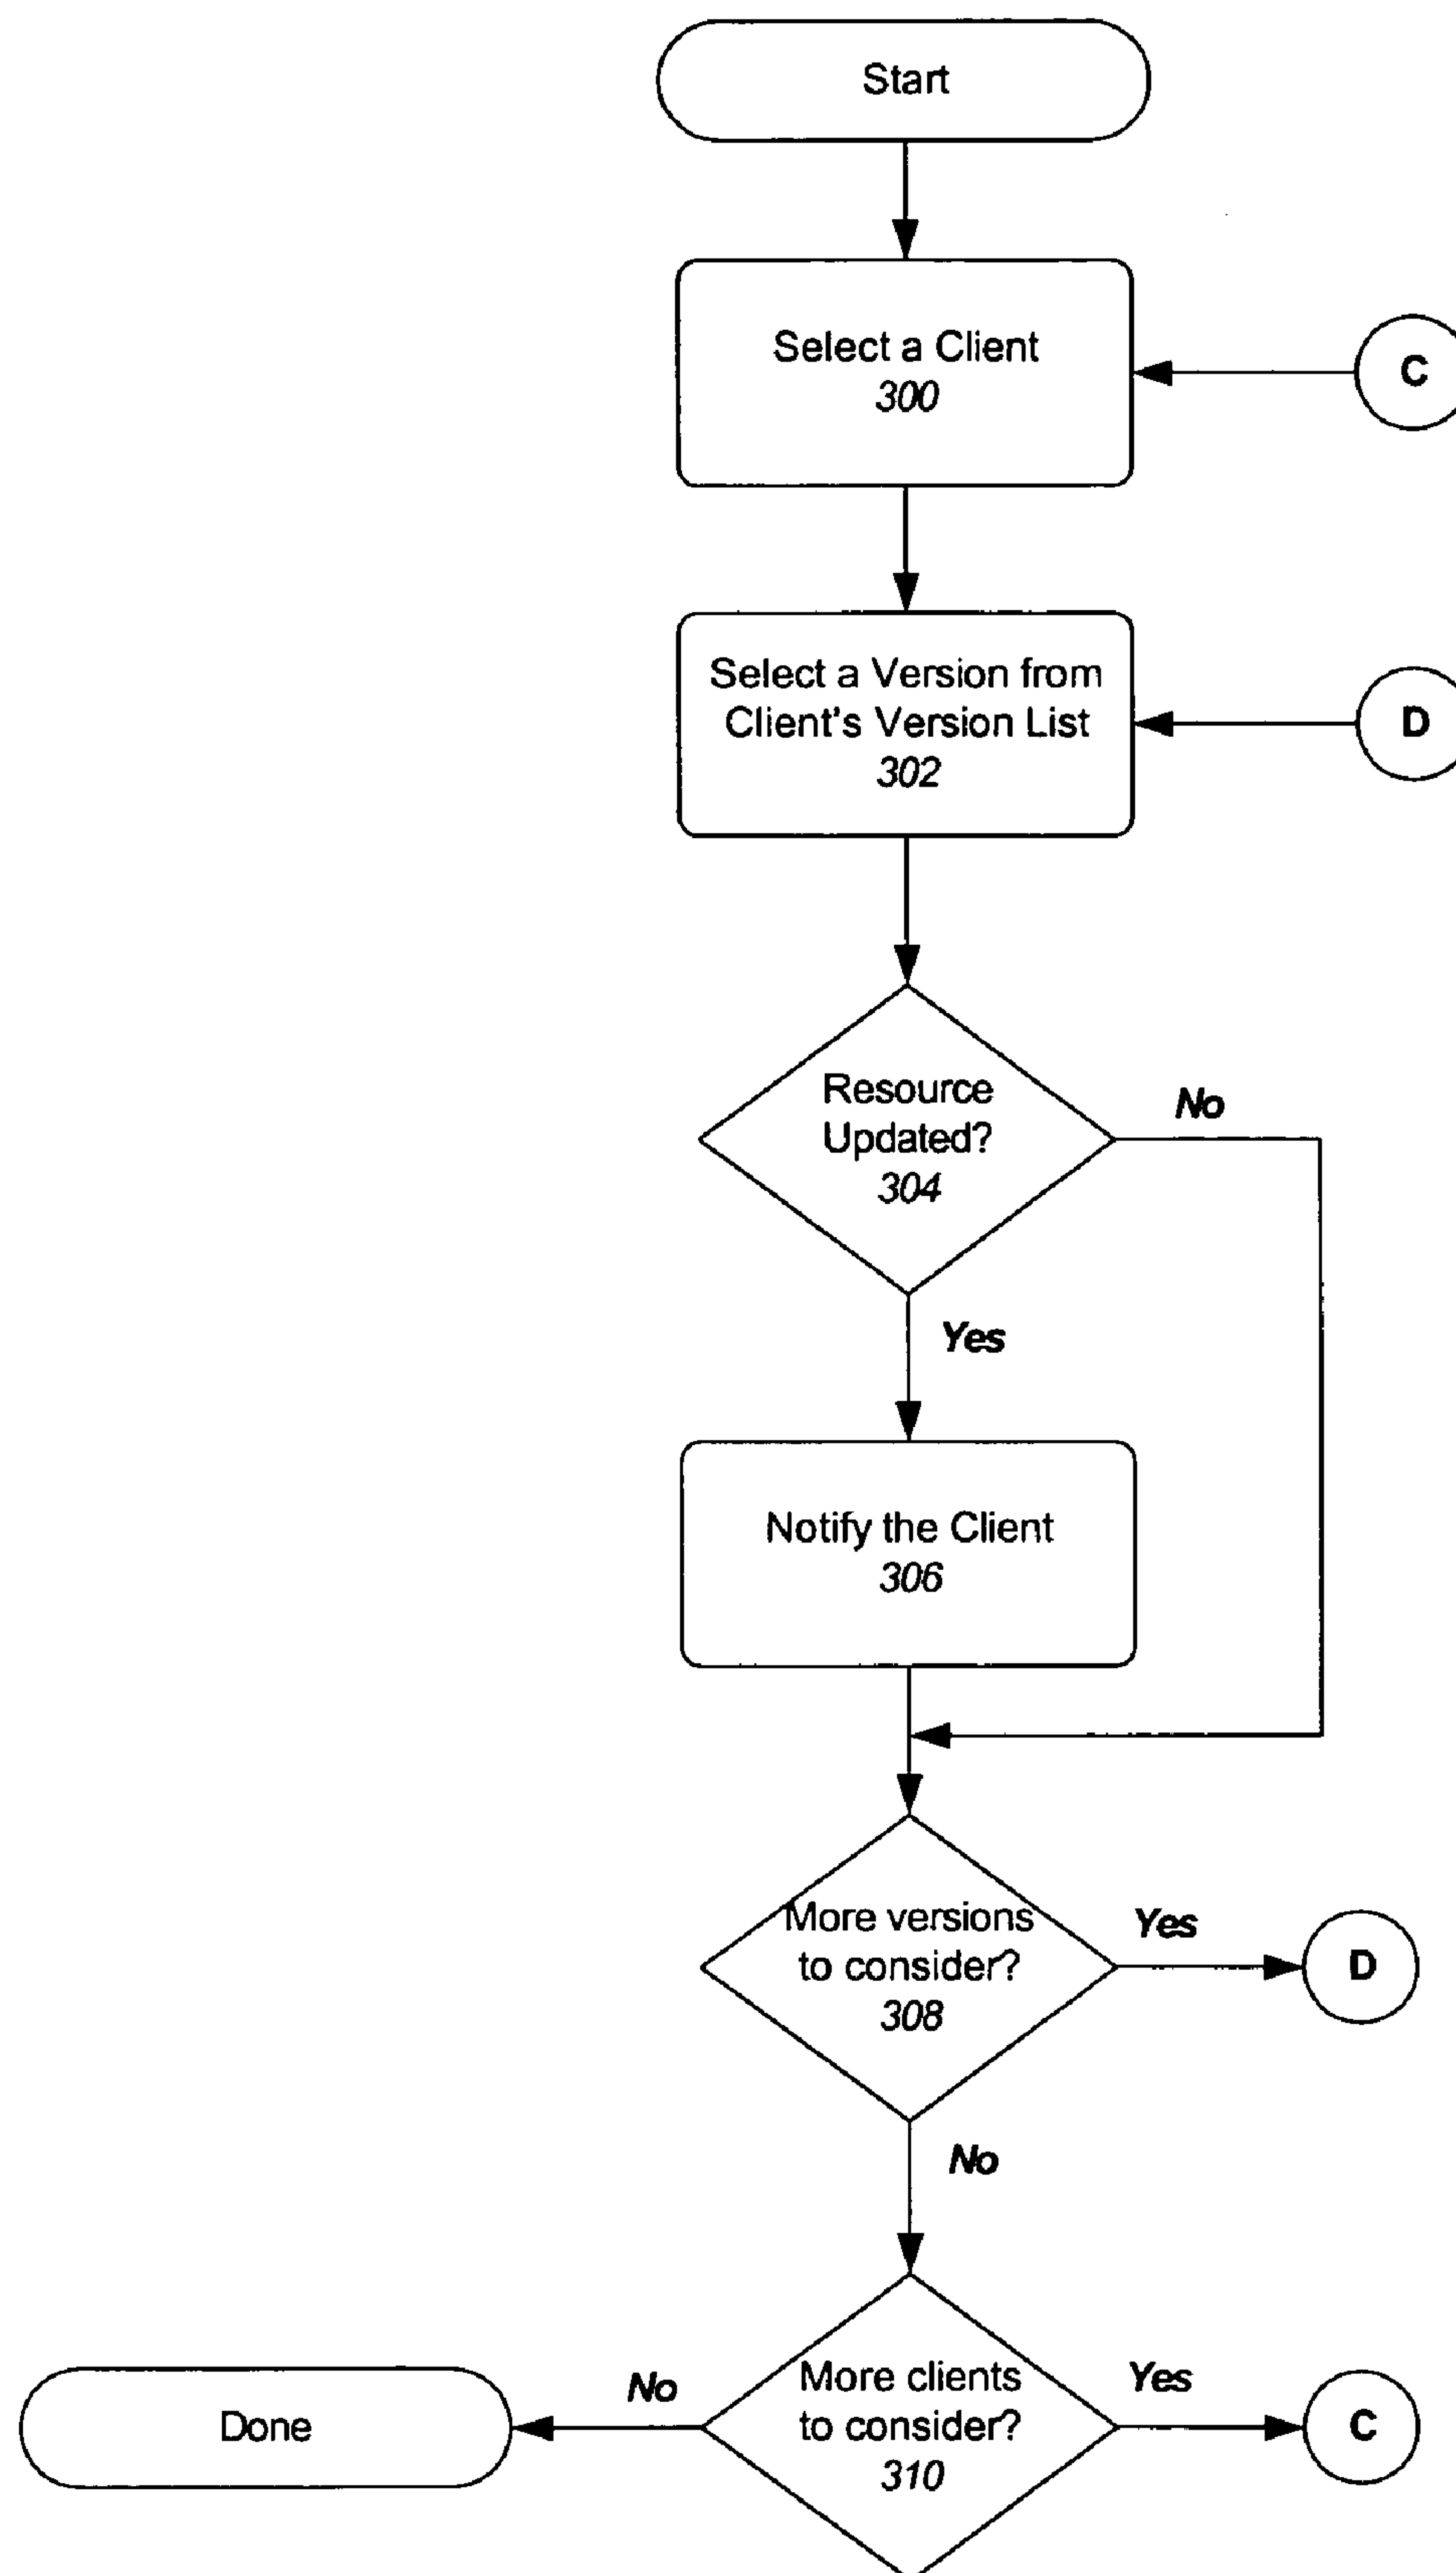 Start
Select a Client
300
C
Select a Version from
Client's Version List
302
D
Resource
Updated?
304
No
Yes
Notify the Client
306
More versions
to consider?
308
Yes
D
No
More clients
to consider?
310
No
Yes
Done
C